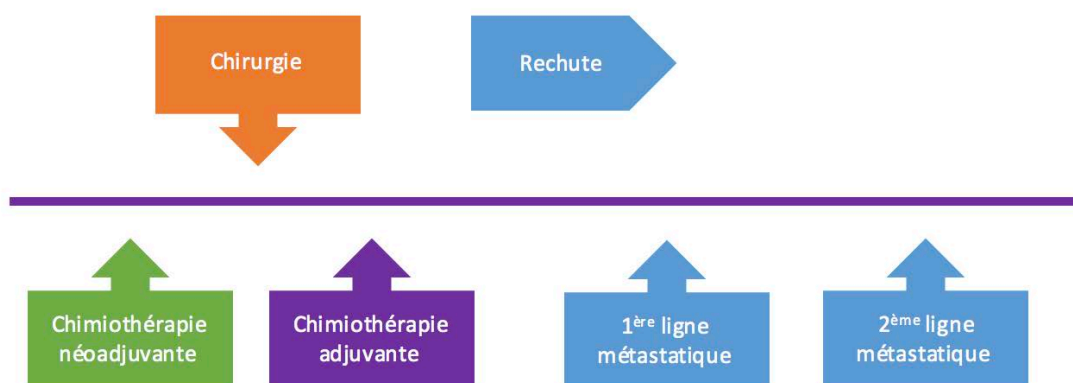 Chirurgie
Rechute
Chimiothérapie
néoadjuvante
Chimiothérapie
adjuvante
1ère ligne
métastatique
2ème ligne
métastatique